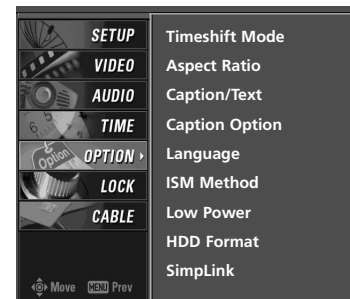 SETUP
VIDEO
AUDIO
TIME
OPTION
LOCK
CABLE
Move MENU Prev
Timeshift Mode
Aspect Ratio
Caption/Text
Caption Option
Language
ISM Method
Low Power
HDD Format
SimpLink